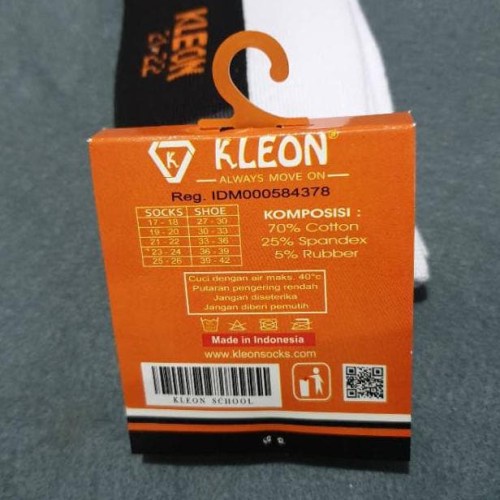 KLEON
21-22
K
KLEON®
ALWAYS MOVE ON
Reg. IDM000584378
SOCKS SHOE
17 - 18 27 - 30
19 - 20 30 - 33
21 - 22 33 - 36
23 - 24 36 - 39
25 - 26 39 - 42
KOMPOSISI :
70% Cotton
25% Spandex
5% Rubber
Cuci dengan air maks. 40°c
Putaran pengering rendah
Jangan diseterika
Jangan diberi pemutih
Made in Indonesia
www.kleonsocks.com
KLEON SCHOOL